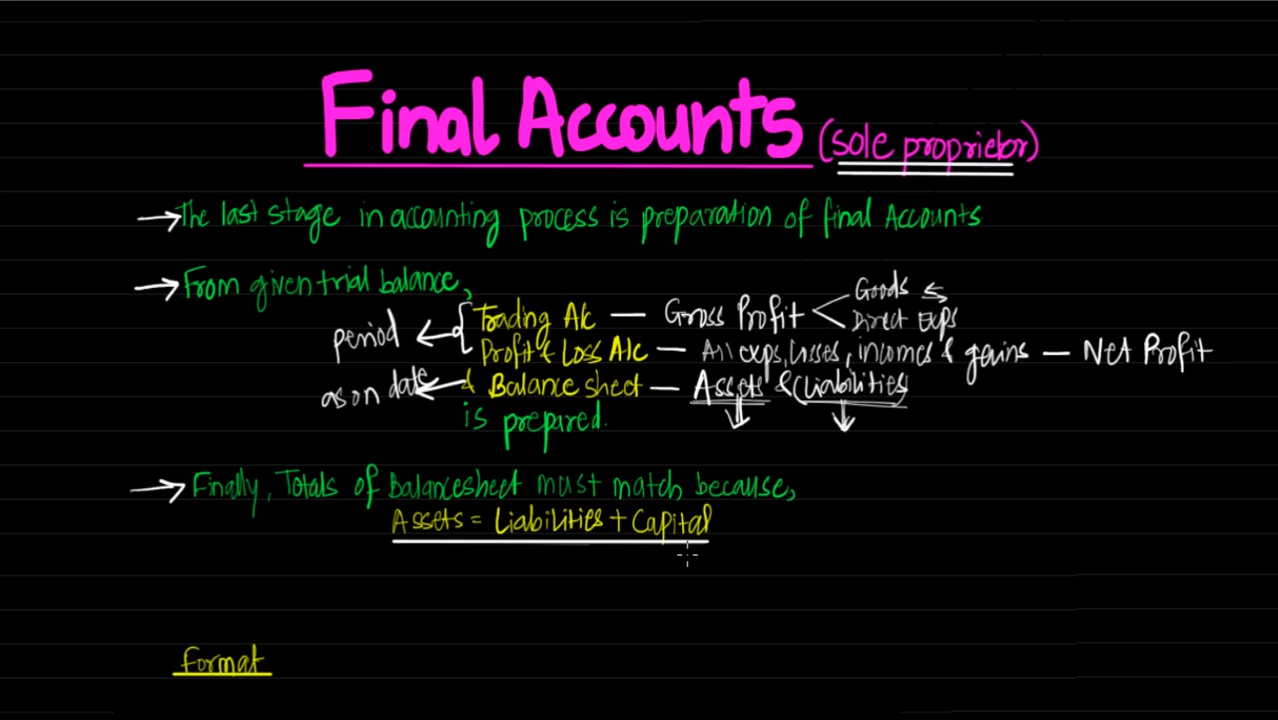 Final Accounts (sole proprietor)
→ The last stage in accounting process is preparation of final Accounts
→ From given trial balance,
period ← { Trading A/c — Gross Profit < Goods
Direct Exps
Profit & Loss A/c — All exps, losses, incomes & gains — Net Profit
as on date ← & Balance sheet — Assets & (Liabilities)
is prepared.
→ Finally, Totals of Balancesheet must match because,
Assets = Liabilities + Capital
Format